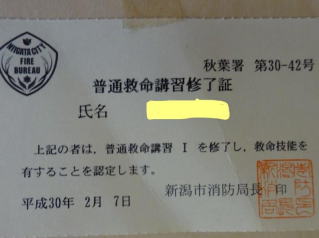 NIIGATA CITY
FIRE
BUREAU
秋葉署 第30-42号
普通救命講習修了証
氏名
上記の者は、普通救命講習 Ⅰ を修了し、救命技能を
有することを認定します。
平成30年 2月 7日
新潟市消防局長 印